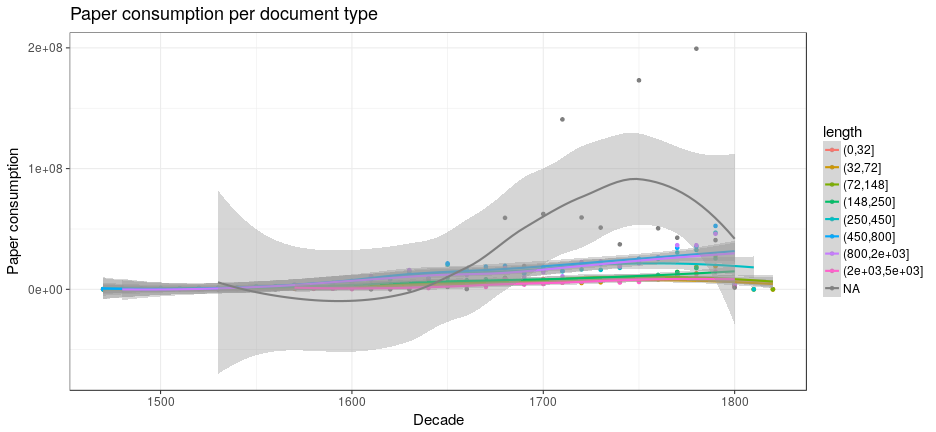 Paper consumption per document type
Paper consumption
2e+08
1e+08
0e+00
1500
1600
1700
1800
Decade
length
(0,32]
(32,72]
(72,148]
(148,250]
(250,450]
(450,800]
(800,2e+03]
(2e+03,5e+03]
NA